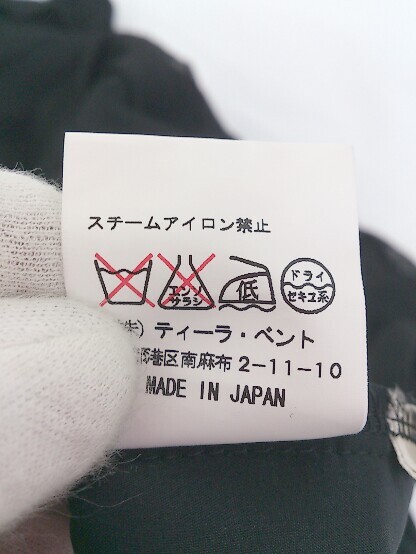 スチームアイロン禁止
エンソ
サラシ
低
ドライ
セキユ系
ティーラ・ベント
港区南麻布 2-11-10
MADE IN JAPAN